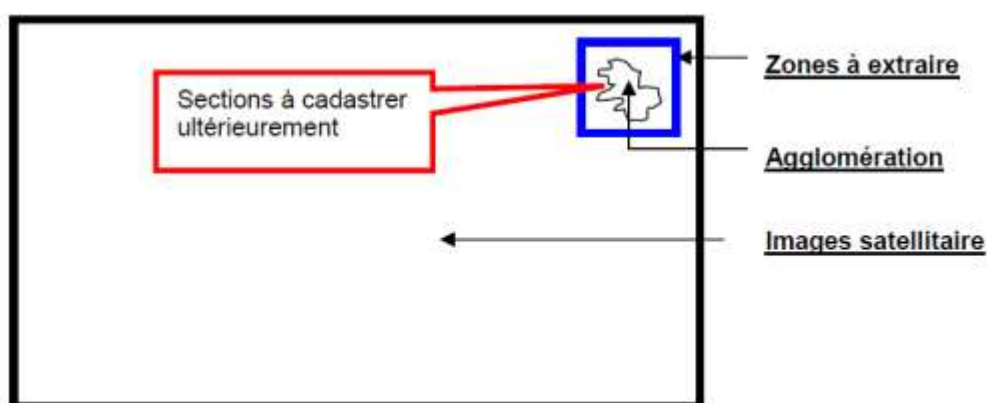 Sections à cadastrer
ultérieurement
Zones à extraire
Agglomération
Images satellitaire